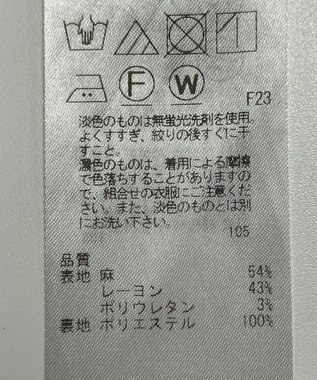 F
W
F23
淡色のものは無蛍光洗剤を使用。
よくすすぎ、絞りの後すぐに干
すこと。
濃色のものは、着用による摩擦
で色落ちすることがありますの
で、組合せの衣服にご注意くだ
さい。また、淡色のものとは別
にお洗い下さい。
105
品質
表地 麻 54%
レーヨン 43%
ポリウレタン 3%
裏地 ポリエステル 100%